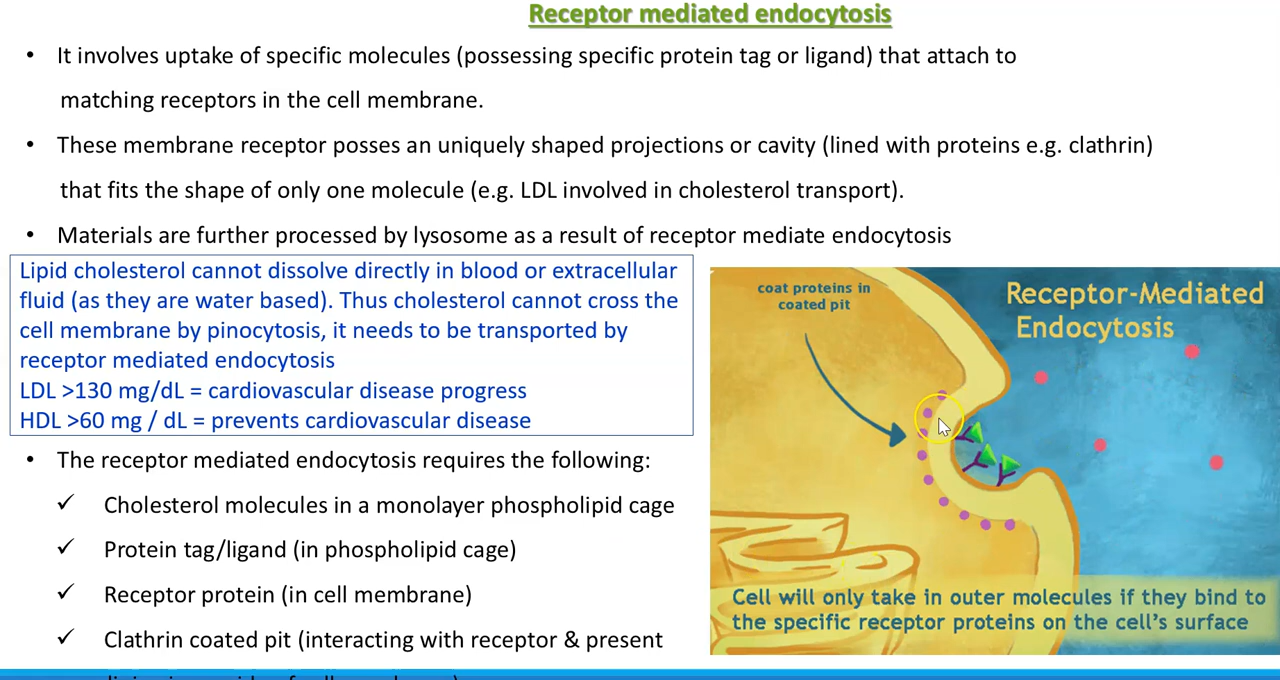 Receptor mediated endocytosis
• It involves uptake of specific molecules (possessing specific protein tag or ligand) that attach to
matching receptors in the cell membrane.
• These membrane receptor posses an uniquely shaped projections or cavity (lined with proteins e.g. clathrin)
that fits the shape of only one molecule (e.g. LDL involved in cholesterol transport).
• Materials are further processed by lysosome as a result of receptor mediate endocytosis
Lipid cholesterol cannot dissolve directly in blood or extracellular
fluid (as they are water based). Thus cholesterol cannot cross the
cell membrane by pinocytosis, it needs to be transported by
receptor mediated endocytosis
LDL >130 mg/dL = cardiovascular disease progress
HDL >60 mg / dL = prevents cardiovascular disease
• The receptor mediated endocytosis requires the following:
✓ Cholesterol molecules in a monolayer phospholipid cage
✓ Protein tag/ligand (in phospholipid cage)
✓ Receptor protein (in cell membrane)
✓ Clathrin coated pit (interacting with receptor & present
coat proteins in
coated pit
Receptor-Mediated
Endocytosis
Cell will only take in outer molecules if they bind to
the specific receptor proteins on the cell's surface